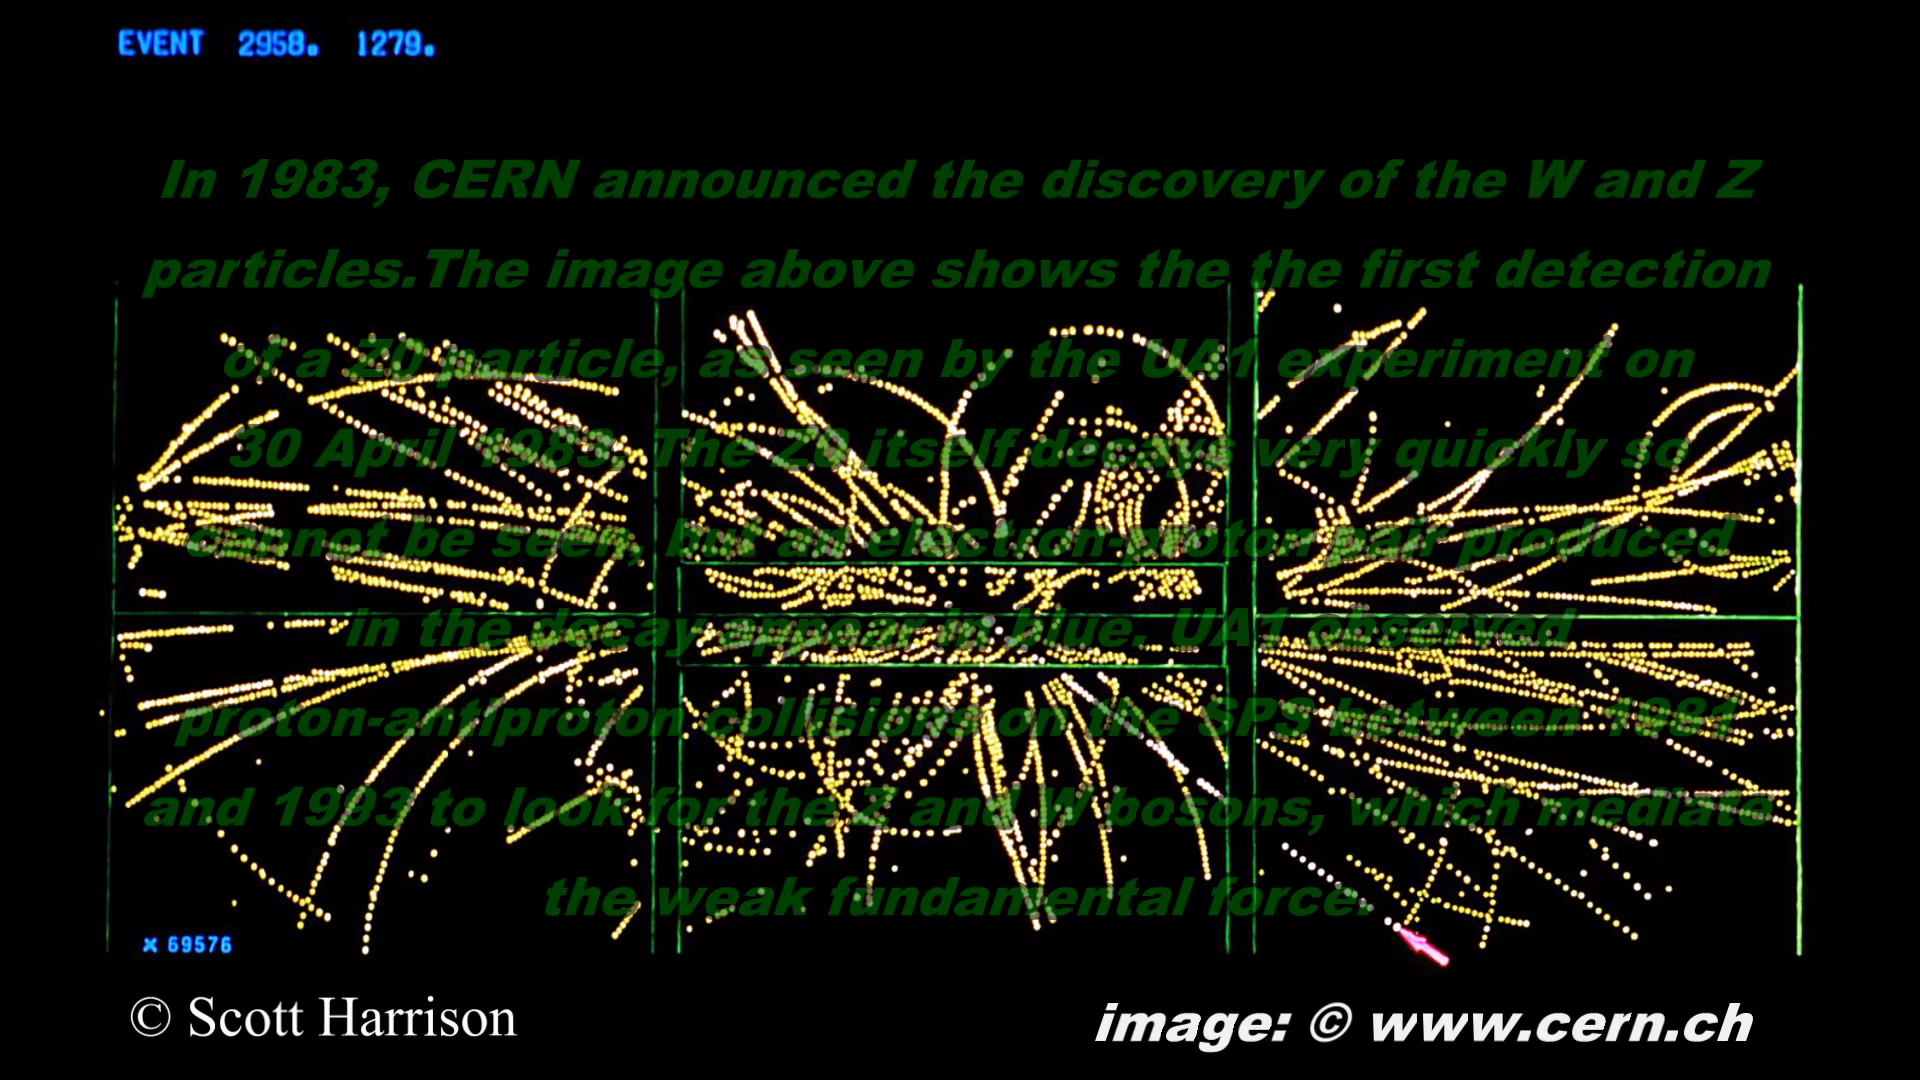 EVENT 2958. 1279.
In 1983, CERN announced the discovery of the W and Z
particles.The image above shows the the first detection
of a Z0 particle, as seen by the UA1 experiment on
30 April 1983. The Z0 itself decays very quickly so
cannot be seen, but an electron-proton pair produced
in the decay appear in blue. UA1 observed
proton-antiproton collisions on the SPS between 1981
and 1993 to look for the Z and W bosons, which mediate
the weak fundamental force.
× 69576
© Scott Harrison
image: © www.cern.ch